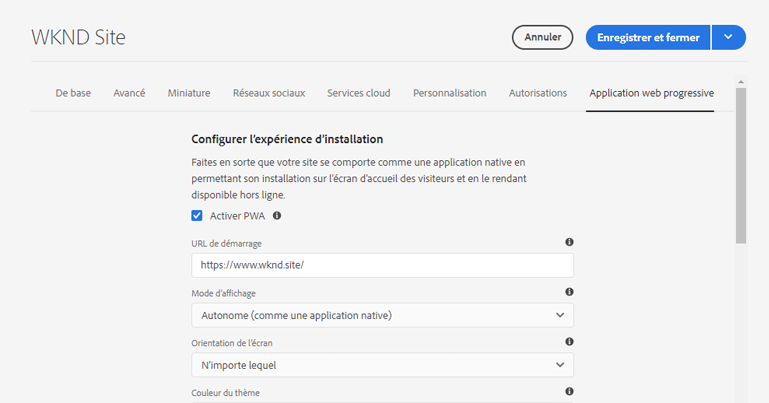 WKND Site
Annuler
Enregistrer et fermer
De base
Avancé
Miniature
Réseaux sociaux
Services cloud
Personnalisation
Autorisations
Application web progressive
Configurer l’expérience d’installation
Faites en sorte que votre site se comporte comme une application native en
permettant son installation sur l’écran d’accueil des visiteurs et en le rendant
disponible hors ligne.
Activer PWA
URL de démarrage
https://www.wknd.site/
Mode d’affichage
Autonome (comme une application native)
Orientation de l’écran
N’importe lequel
Couleur du thème